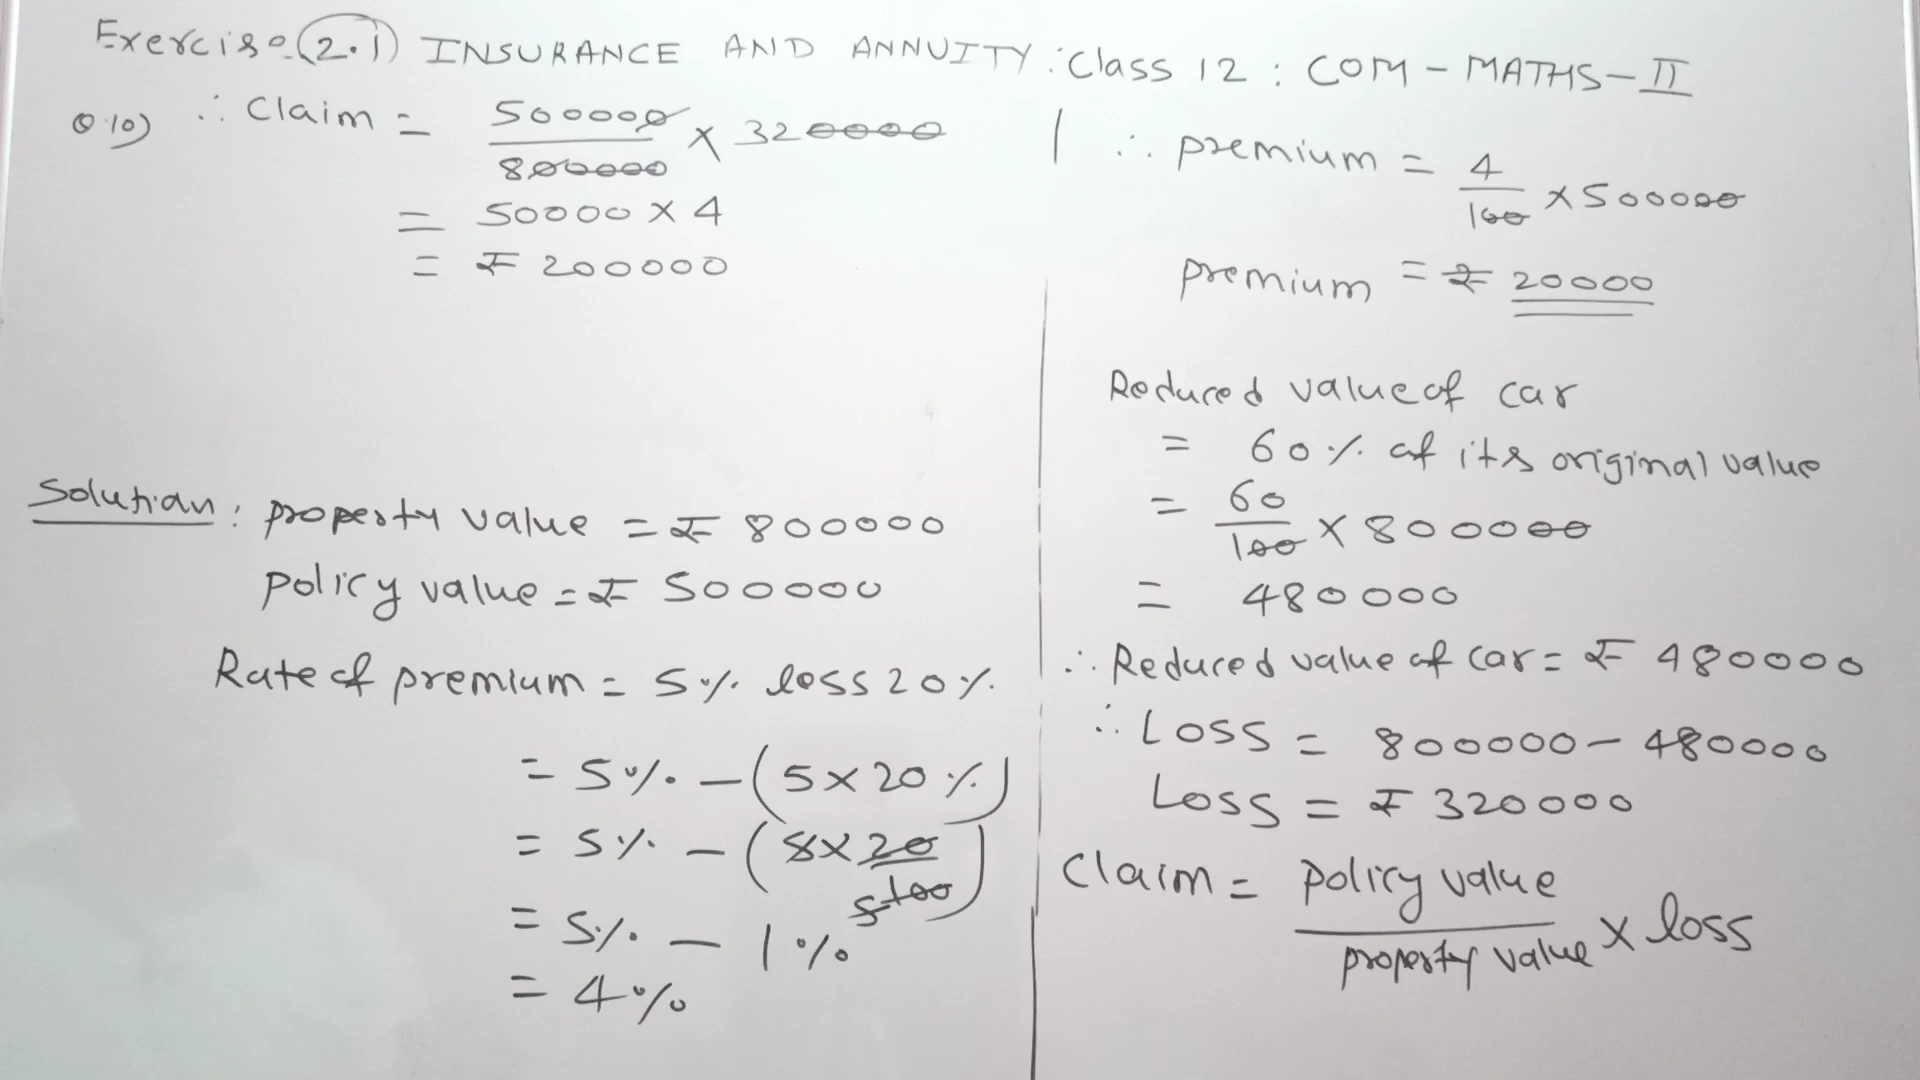 Exercise (2.1) INSURANCE AND ANNUITY : Class 12 : COM - MATHS - II
Q.10) ∴ Claim = 500000/800000 × 320000
= 50000 × 4
= ₹ 200000
Solution : property value = ₹ 800000
policy value = ₹ 500000
Rate of premium = 5% less 20%
= 5% - (5 × 20%)
= 5% - (5 × 20/100) 5
= 5% - 1%
= 4%
∴ premium = 4/100 × 500000
premium = ₹ 20000
Reduced value of car
= 60% of its original value
= 60/100 × 800000
= 480000
∴ Reduced value of car = ₹ 480000
∴ Loss = 800000 - 480000
Loss = ₹ 320000
Claim = policy value/property value × loss